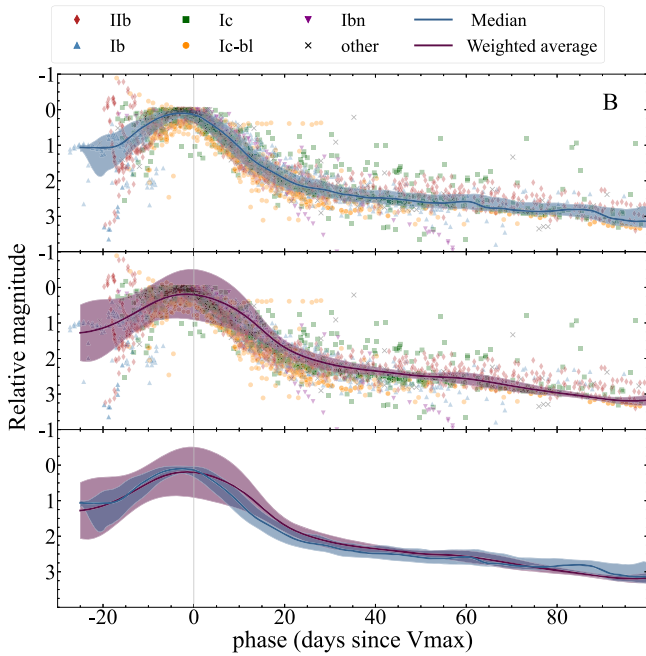 IIb Ic Ibn Median
Ib Ic-bl other Weighted average
B
-1
0
1
2
3
-1
0
1
2
3
-1
0
1
2
3
Relative magnitude
-20 0 20 40 60 80
phase (days since Vmax)